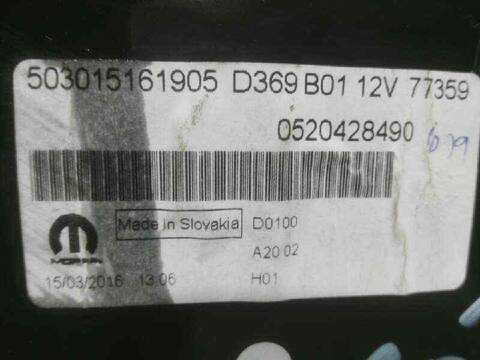 503015161905 D369 B01 12V 77359
0520428490 679
Made in Slovakia D0100
MOPAR A20 02
15/03/2016 13:06 H01